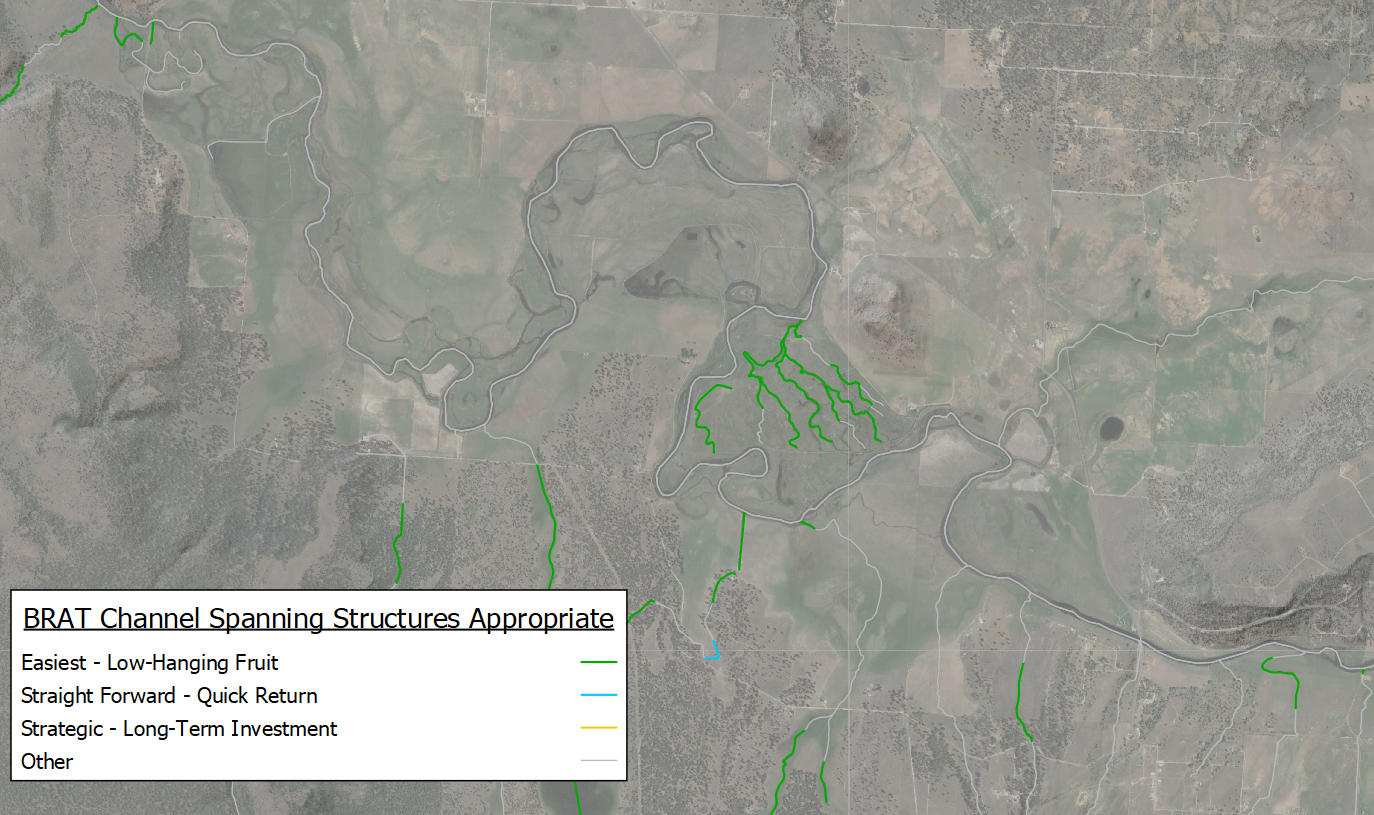 BRAT Channel Spanning Structures Appropriate
Easiest - Low-Hanging Fruit
Straight Forward - Quick Return
Strategic - Long-Term Investment
Other